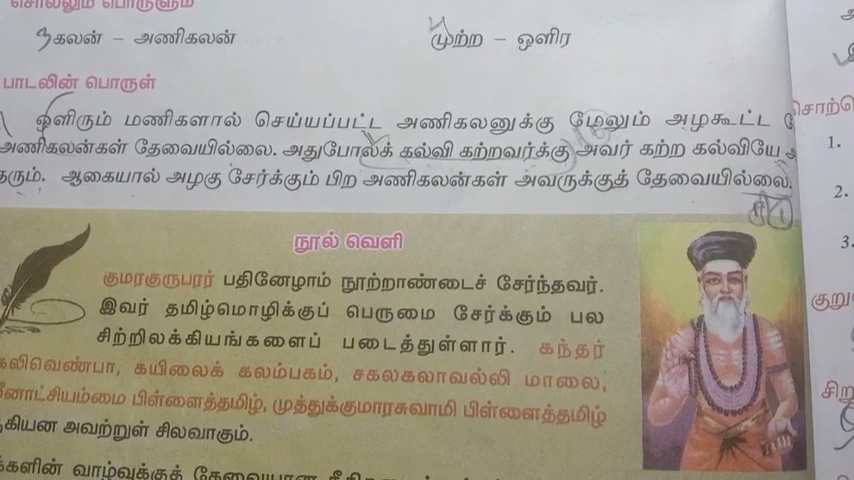 சொல்லும் பொருளும்
கலன் – அணிகலன்
முற்ற – ஒளிர
பாடலின் பொருள்
ஒளிரும் மணிகளால் செய்யப்பட்ட அணிகலனுக்கு மேலும் அழகூட்ட
அணிகலன்கள் தேவையில்லை. அதுபோலக் கல்வி கற்றவர்க்கு அவர் கற்ற கல்வியே
தரும். ஆகையால் அழகு சேர்க்கும் பிற அணிகலன்கள் அவருக்குத் தேவையில்லை.
நூல் வெளி
குமரகுருபரர் பதினேழாம் நூற்றாண்டைச் சேர்ந்தவர்.
இவர் தமிழ்மொழிக்குப் பெருமை சேர்க்கும் பல
சிற்றிலக்கியங்களைப் படைத்துள்ளார். கந்தர்
கலிவெண்பா, கயிலைக் கலம்பகம், சகலகலாவல்லி மாலை,
மீனாட்சியம்மை பிள்ளைத்தமிழ், முத்துக்குமாரசுவாமி பிள்ளைத்தமிழ்
ஆகியன அவற்றுள் சிலவாகும்.
வாழ்வுக்குத் தேவையான
1.
2.
3.